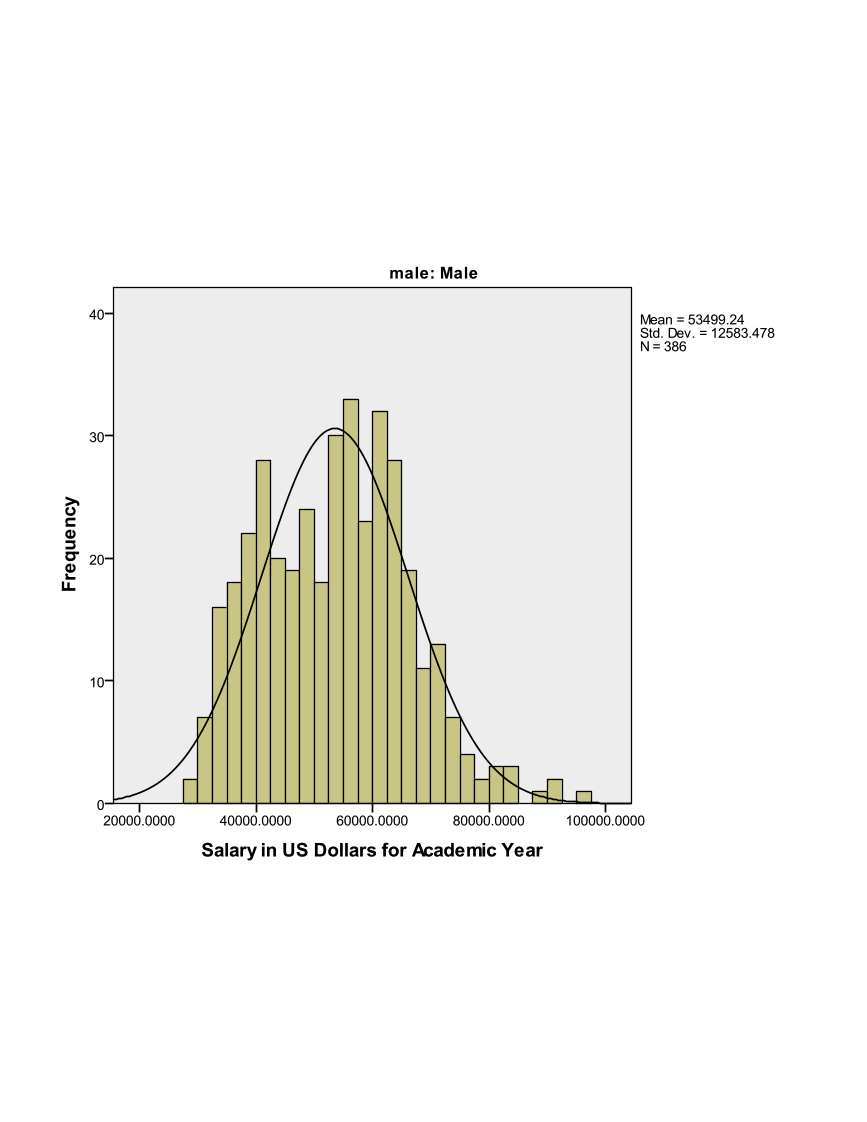 male: Male
40
30
20
10
0
Frequency
Mean = 53499.24
Std. Dev. = 12583.478
N = 386
20000.0000 40000.0000 60000.0000 80000.0000 100000.0000
Salary in US Dollars for Academic Year